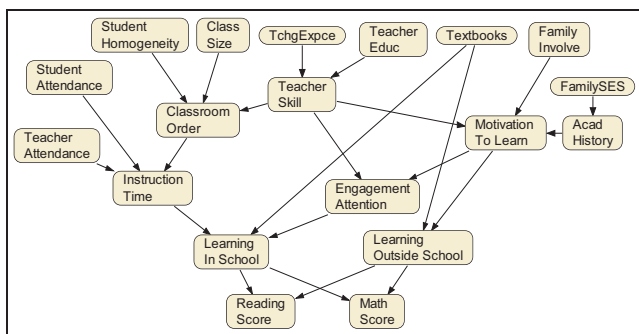 Student
Homogeneity
Class
Size
TchgExpce
Teacher
Educ
Textbooks
Family
Involve
Student
Attendance
Teacher
Skill
FamilySES
Classroom
Order
Motivation
To Learn
Acad
History
Teacher
Attendance
Instruction
Time
Engagement
Attention
Learning
In School
Learning
Outside School
Reading
Score
Math
Score